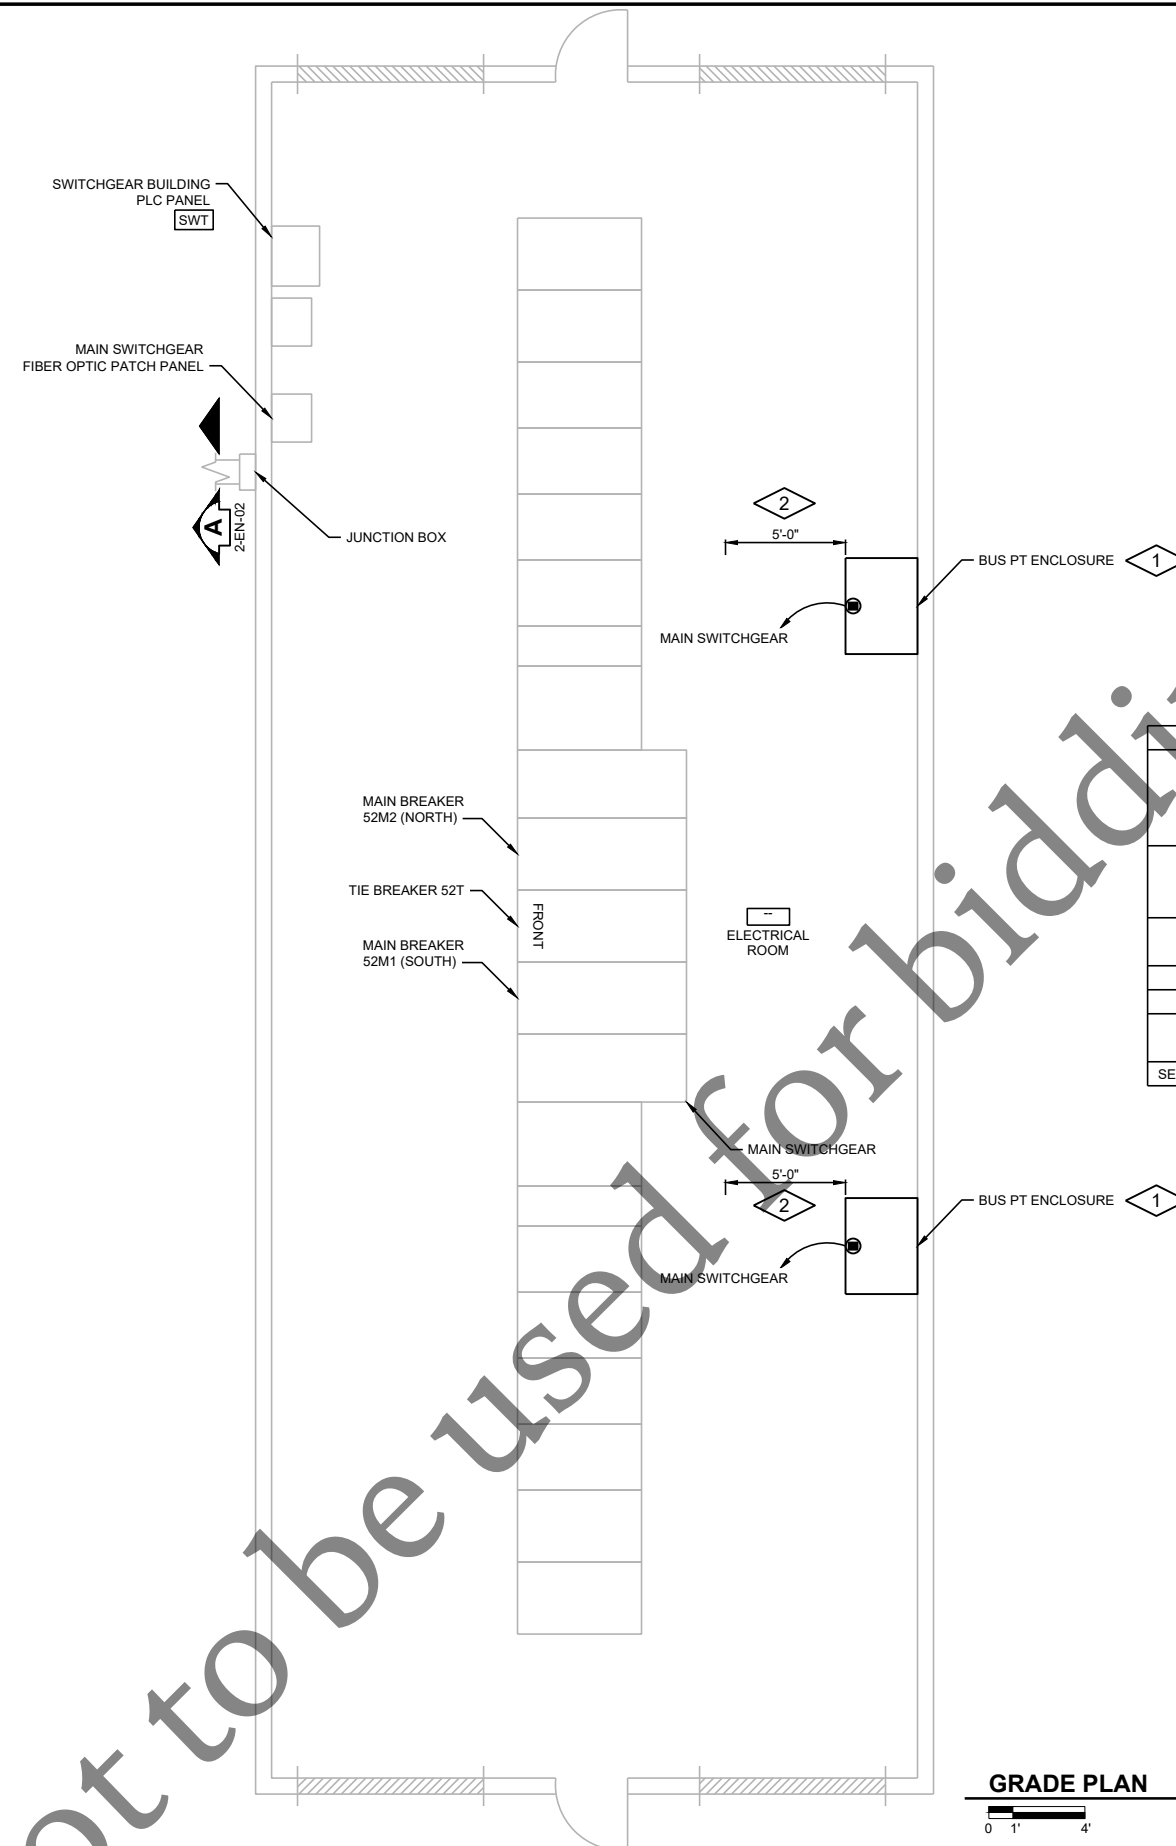 SWITCHGEAR BUILDING
PLC PANEL
SWT
MAIN SWITCHGEAR
FIBER OPTIC PATCH PANEL
A
2-EN-02
JUNCTION BOX
2
5'-0"
BUS PT ENCLOSURE
1
MAIN SWITCHGEAR
MAIN BREAKER
52M2 (NORTH)
TIE BREAKER 52T
FRONT
MAIN BREAKER
52M1 (SOUTH)
--
ELECTRICAL
ROOM
SE
MAIN SWITCHGEAR
5'-0"
2
BUS PT ENCLOSURE
1
MAIN SWITCHGEAR
GRADE PLAN
0 1' 4'
ot to be used for biddi